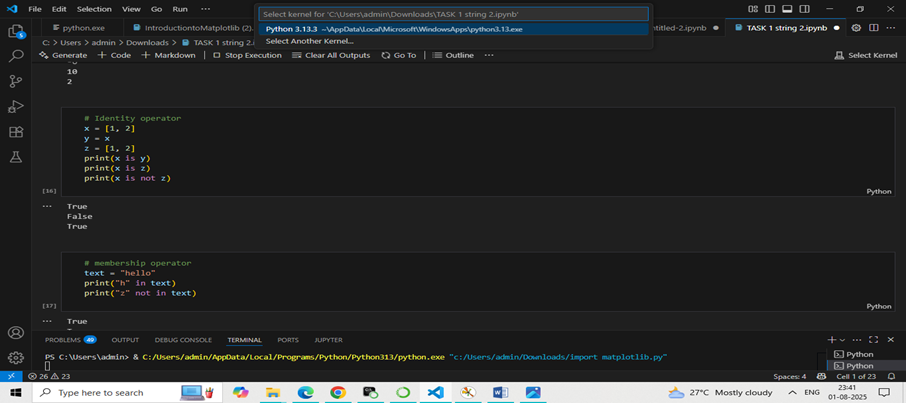 File Edit Selection View Go Run ···
Select kernel for 'C:\Users\admin\Downloads\TASK 1 string 2.ipynb'
Python 3.13.3 ~\AppData\Local\Microsoft\WindowsApps\python3.13.exe
Select Another Kernel...
python.exe
IntroductiontoMatplotlib (
titled-2.ipynb
TASK 1 string 2.ipynb
C: > Users > admin > Downloads > TASK 1 string 2.i
Generate + Code + Markdown Stop Execution Clear All Outputs Go To Outline ··· Select Kernel
10
2
# Identity operator
x = [1, 2]
y = x
z = [1, 2]
print(x is y)
print(x is z)
print(x is not z)
[16] Python
··· True
False
True
# membership operator
text = "hello"
print("h" in text)
print("z" not in text)
[17] Python
··· True
PROBLEMS 49 OUTPUT DEBUG CONSOLE TERMINAL PORTS JUPYTER
PS C:\Users\admin> & C:/Users/admin/AppData/Local/Programs/Python/Python313/python.exe "c:/Users/admin/Downloads/import matplotlib.py"
Python
Python
26 23 Spaces: 4 Cell 1 of 23
Type here to search
27°C Mostly cloudy ENG
23:41
01-08-2025